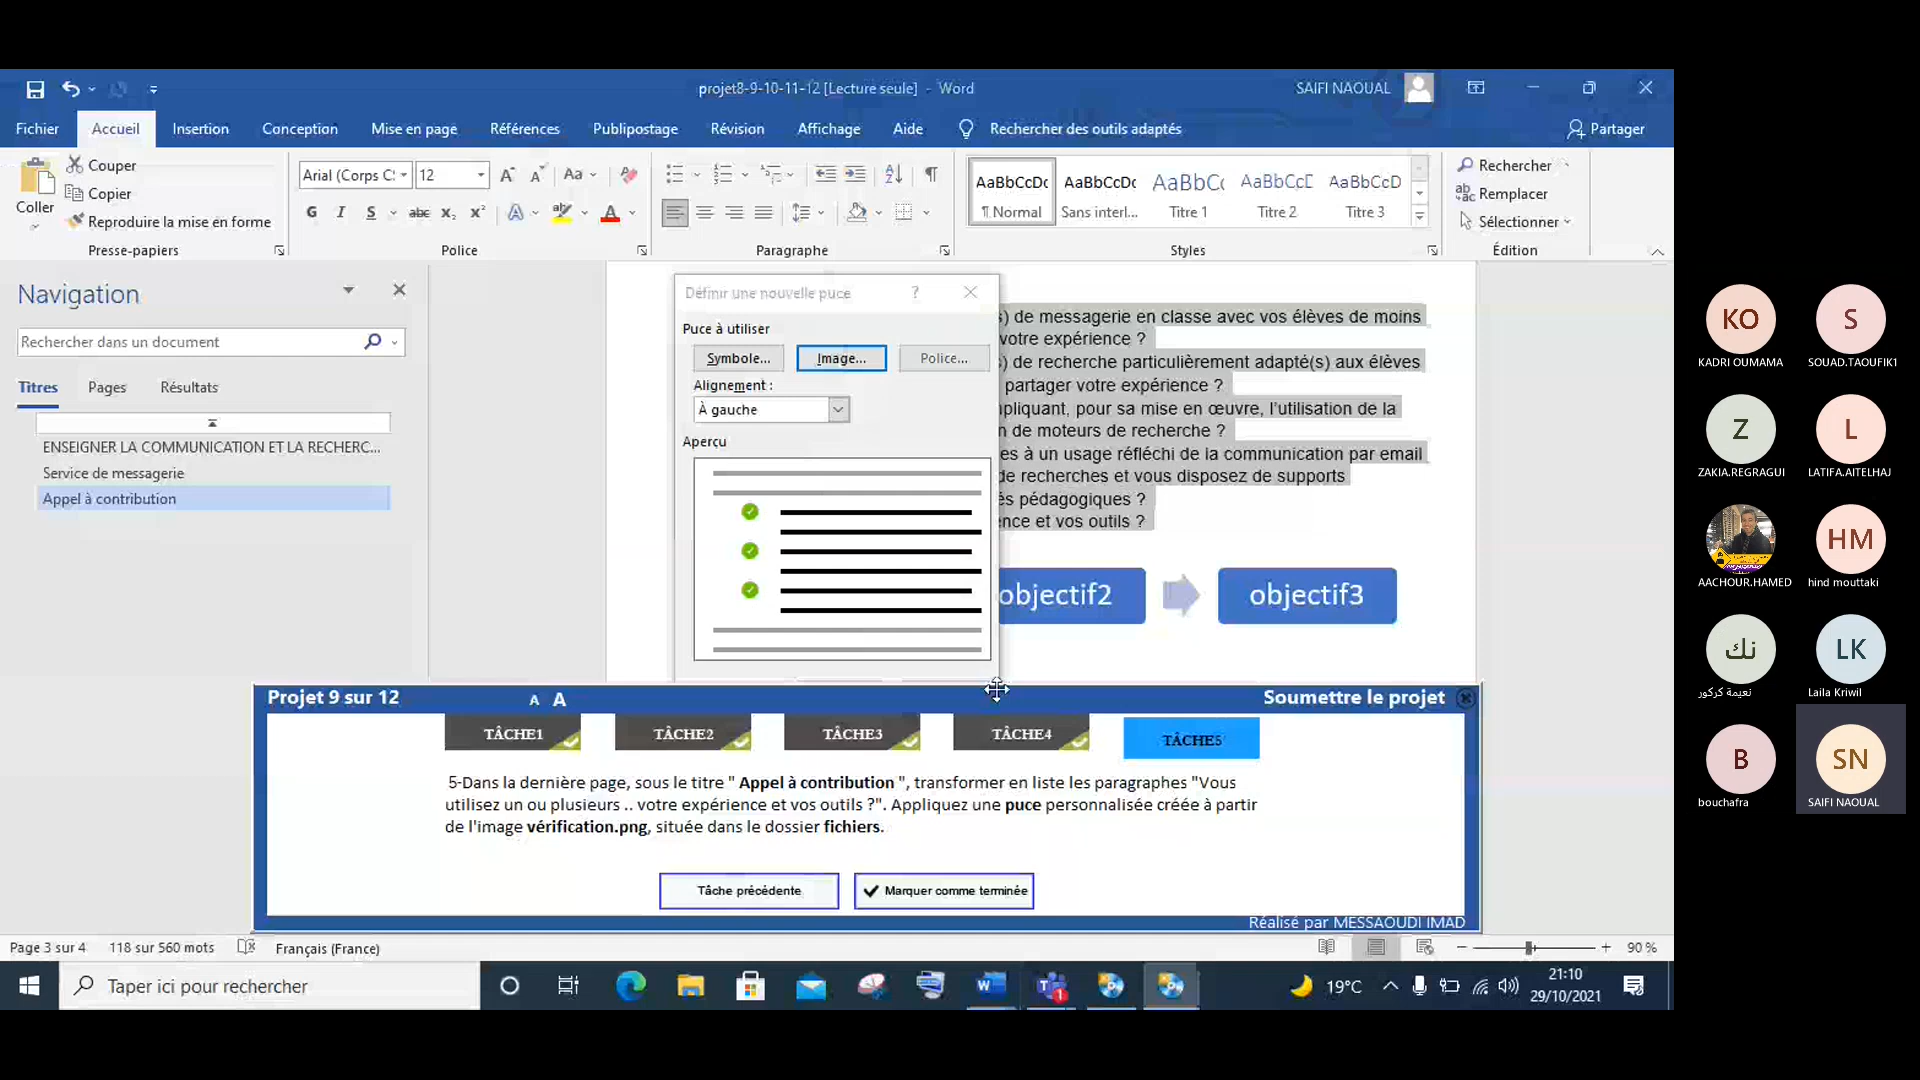 projet8-9-10-11-12 [Lecture seule] - Word
SAIFI NAOUAL
Fichier Accueil Insertion Conception Mise en page Références Publipostage Révision Affichage Aide Rechercher des outils adaptés Partager
Coller
Couper
Copier
Reproduire la mise en forme
Presse-papiers
Arial (Corps C: 12
Aa
G I S abc x₂ x² A A
Police
Paragraphe
AaBbCcDc AaBbCcDc AaBbCc AaBbCcD AaBbCcD
¶ Normal Sans interl... Titre 1 Titre 2 Titre 3
Styles
Rechercher
Remplacer
Sélectionner
Édition
Navigation
Rechercher dans un document
Titres Pages Résultats
ENSEIGNER LA COMMUNICATION ET LA RECHERC...
Service de messagerie
Appel à contribution
Définir une nouvelle puce ?
Puce à utiliser
Symbole... Image... Police...
Alignement :
À gauche
Aperçu
s) de messagerie en classe avec vos élèves de moins
votre expérience ?
s) de recherche particulièrement adapté(s) aux élèves
partager votre expérience ?
mpliquant, pour sa mise en œuvre, l'utilisation de la
n de moteurs de recherche ?
es à un usage réfléchi de la communication par email
de recherches et vous disposez de supports
és pédagogiques ?
ence et vos outils ?
objectif2 objectif3
Projet 9 sur 12 A A Soumettre le projet
TÂCHE1 TÂCHE2 TÂCHE3 TÂCHE4 TÂCHE5
5-Dans la dernière page, sous le titre " Appel à contribution ", transformer en liste les paragraphes "Vous
utilisez un ou plusieurs .. votre expérience et vos outils ?". Appliquez une puce personnalisée créée à partir
de l'image vérification.png, située dans le dossier fichiers.
Tâche précédente Marquer comme terminée
Réalisé par MESSAOUDI IMAD
Page 3 sur 4 118 sur 560 mots Français (France) 90 %
Taper ici pour rechercher
1
19°C
21:10
29/10/2021
KO
KADRI OUMAMA
S
SOUAD.TAOUFIK1
Z
ZAKIA.REGRAGUI
L
LATIFA.AITELHAJ
AACHOUR.HAMED
HM
hind mouttaki
نك
نعيمة كركور
LK
Laila Kriwil
B
bouchafra
SN
SAIFI NAOUAL